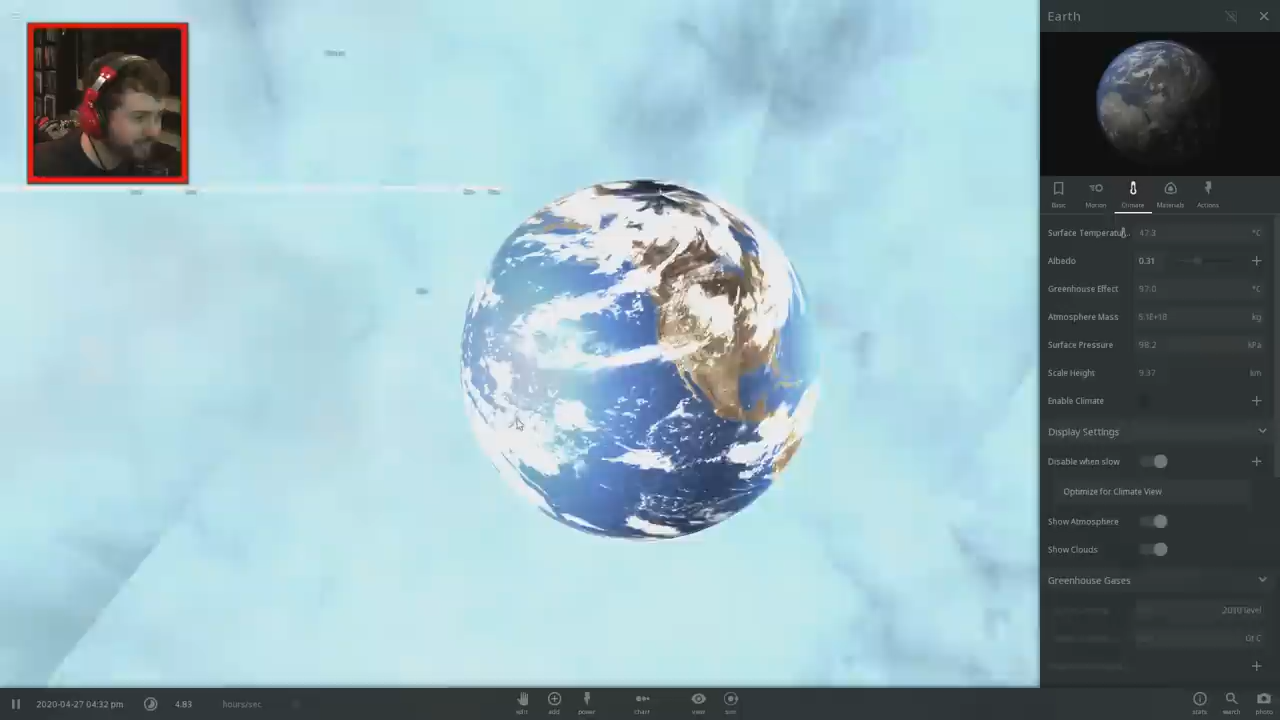 Earth
Basic
Motion
Climate
Materials
Actions
Surface Temperatu...
47.3
°C
Albedo
0.31
Greenhouse Effect
97.0
°C
Atmosphere Mass
5.1E+18
kg
Surface Pressure
98.2
kPa
Scale Height
9.37
km
Enable Climate
Display Settings
Disable when slow
Optimize for Climate View
Show Atmosphere
Show Clouds
Greenhouse Gases
2030 level
2020-04-27 04:32 pm
4.83
hours/sec
edit
add
power
chart
view
sim
stats
search
photo